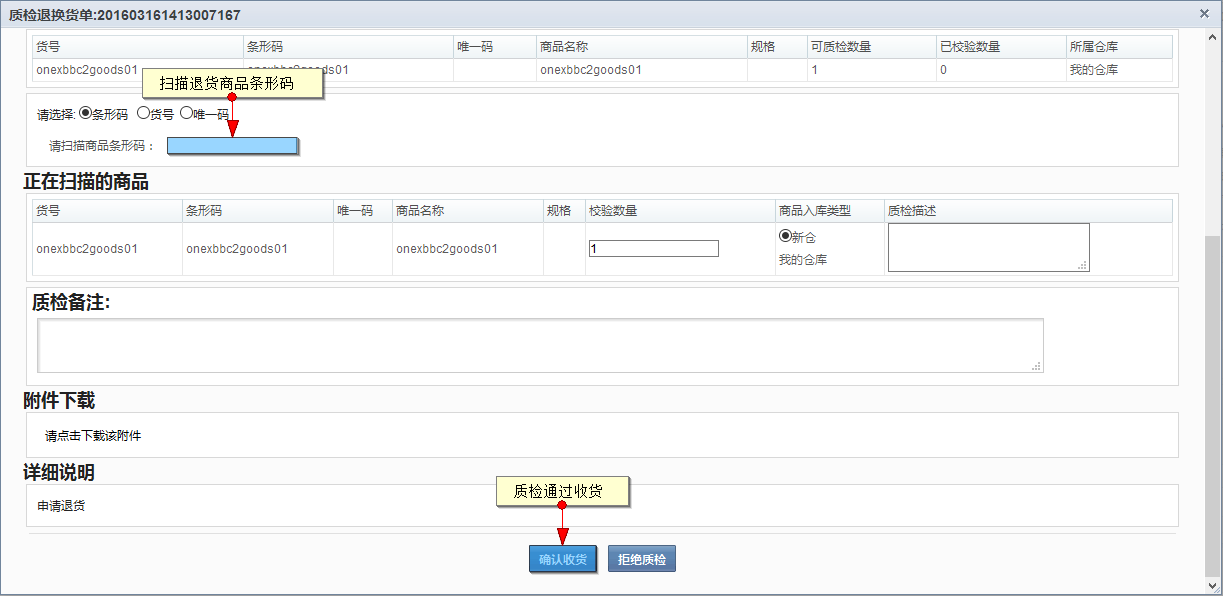 质检退换货单:201603161413007167
货号 条形码 唯一码 商品名称 规格 可质检数量 已校验数量 所属仓库
onexbbc2goods01 onexbbc2goods01 onexbbc2goods01 1 0 我的仓库
扫描退货商品条形码
请选择: 条形码 货号 唯一码
请扫描商品条形码：
正在扫描的商品
货号 条形码 唯一码 商品名称 规格 校验数量 商品入库类型 质检描述
onexbbc2goods01 onexbbc2goods01 onexbbc2goods01 1 新仓
我的仓库
质检备注:
附件下载
请点击下载该附件
详细说明
质检通过收货
申请退货
确认收货 拒绝质检